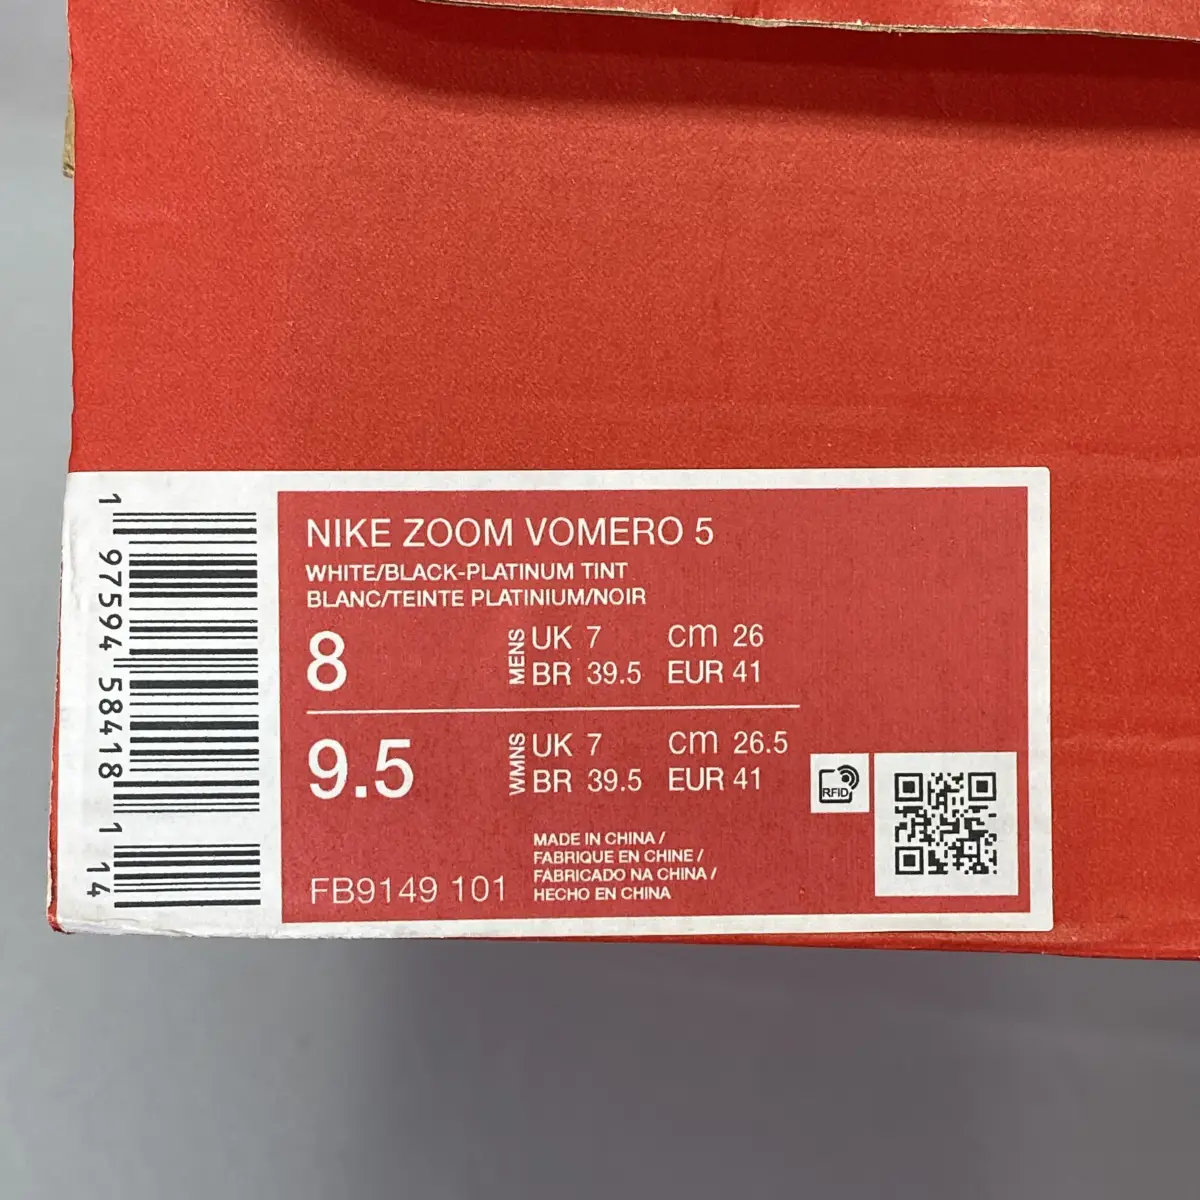 NIKE ZOOM VOMERO 5
WHITE/BLACK-PLATINUM TINT
BLANC/TEINTE PLATINIUM/NOIR
8 MENS UK 7 cm 26
BR 39.5 EUR 41
9.5 WMNS UK 7 cm 26.5
BR 39.5 EUR 41
RFID
MADE IN CHINA /
FABRIQUE EN CHINE /
FABRICADO NA CHINA /
HECHO EN CHINA
FB9149 101
1 97594 58418 1 14